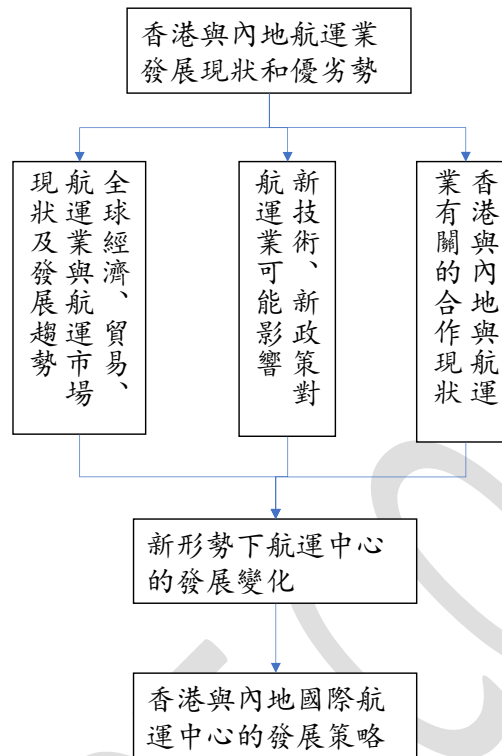 香港與內地航運業
發展現狀和優劣勢
全球經濟、貿易、
航運業與航運市場
現狀及發展趨勢
新技術、新政策對
航運業可能影響
香港與內地與航運
業有關的合作現狀
新形勢下航運中心
的發展變化
香港與內地國際航
運中心的發展策略